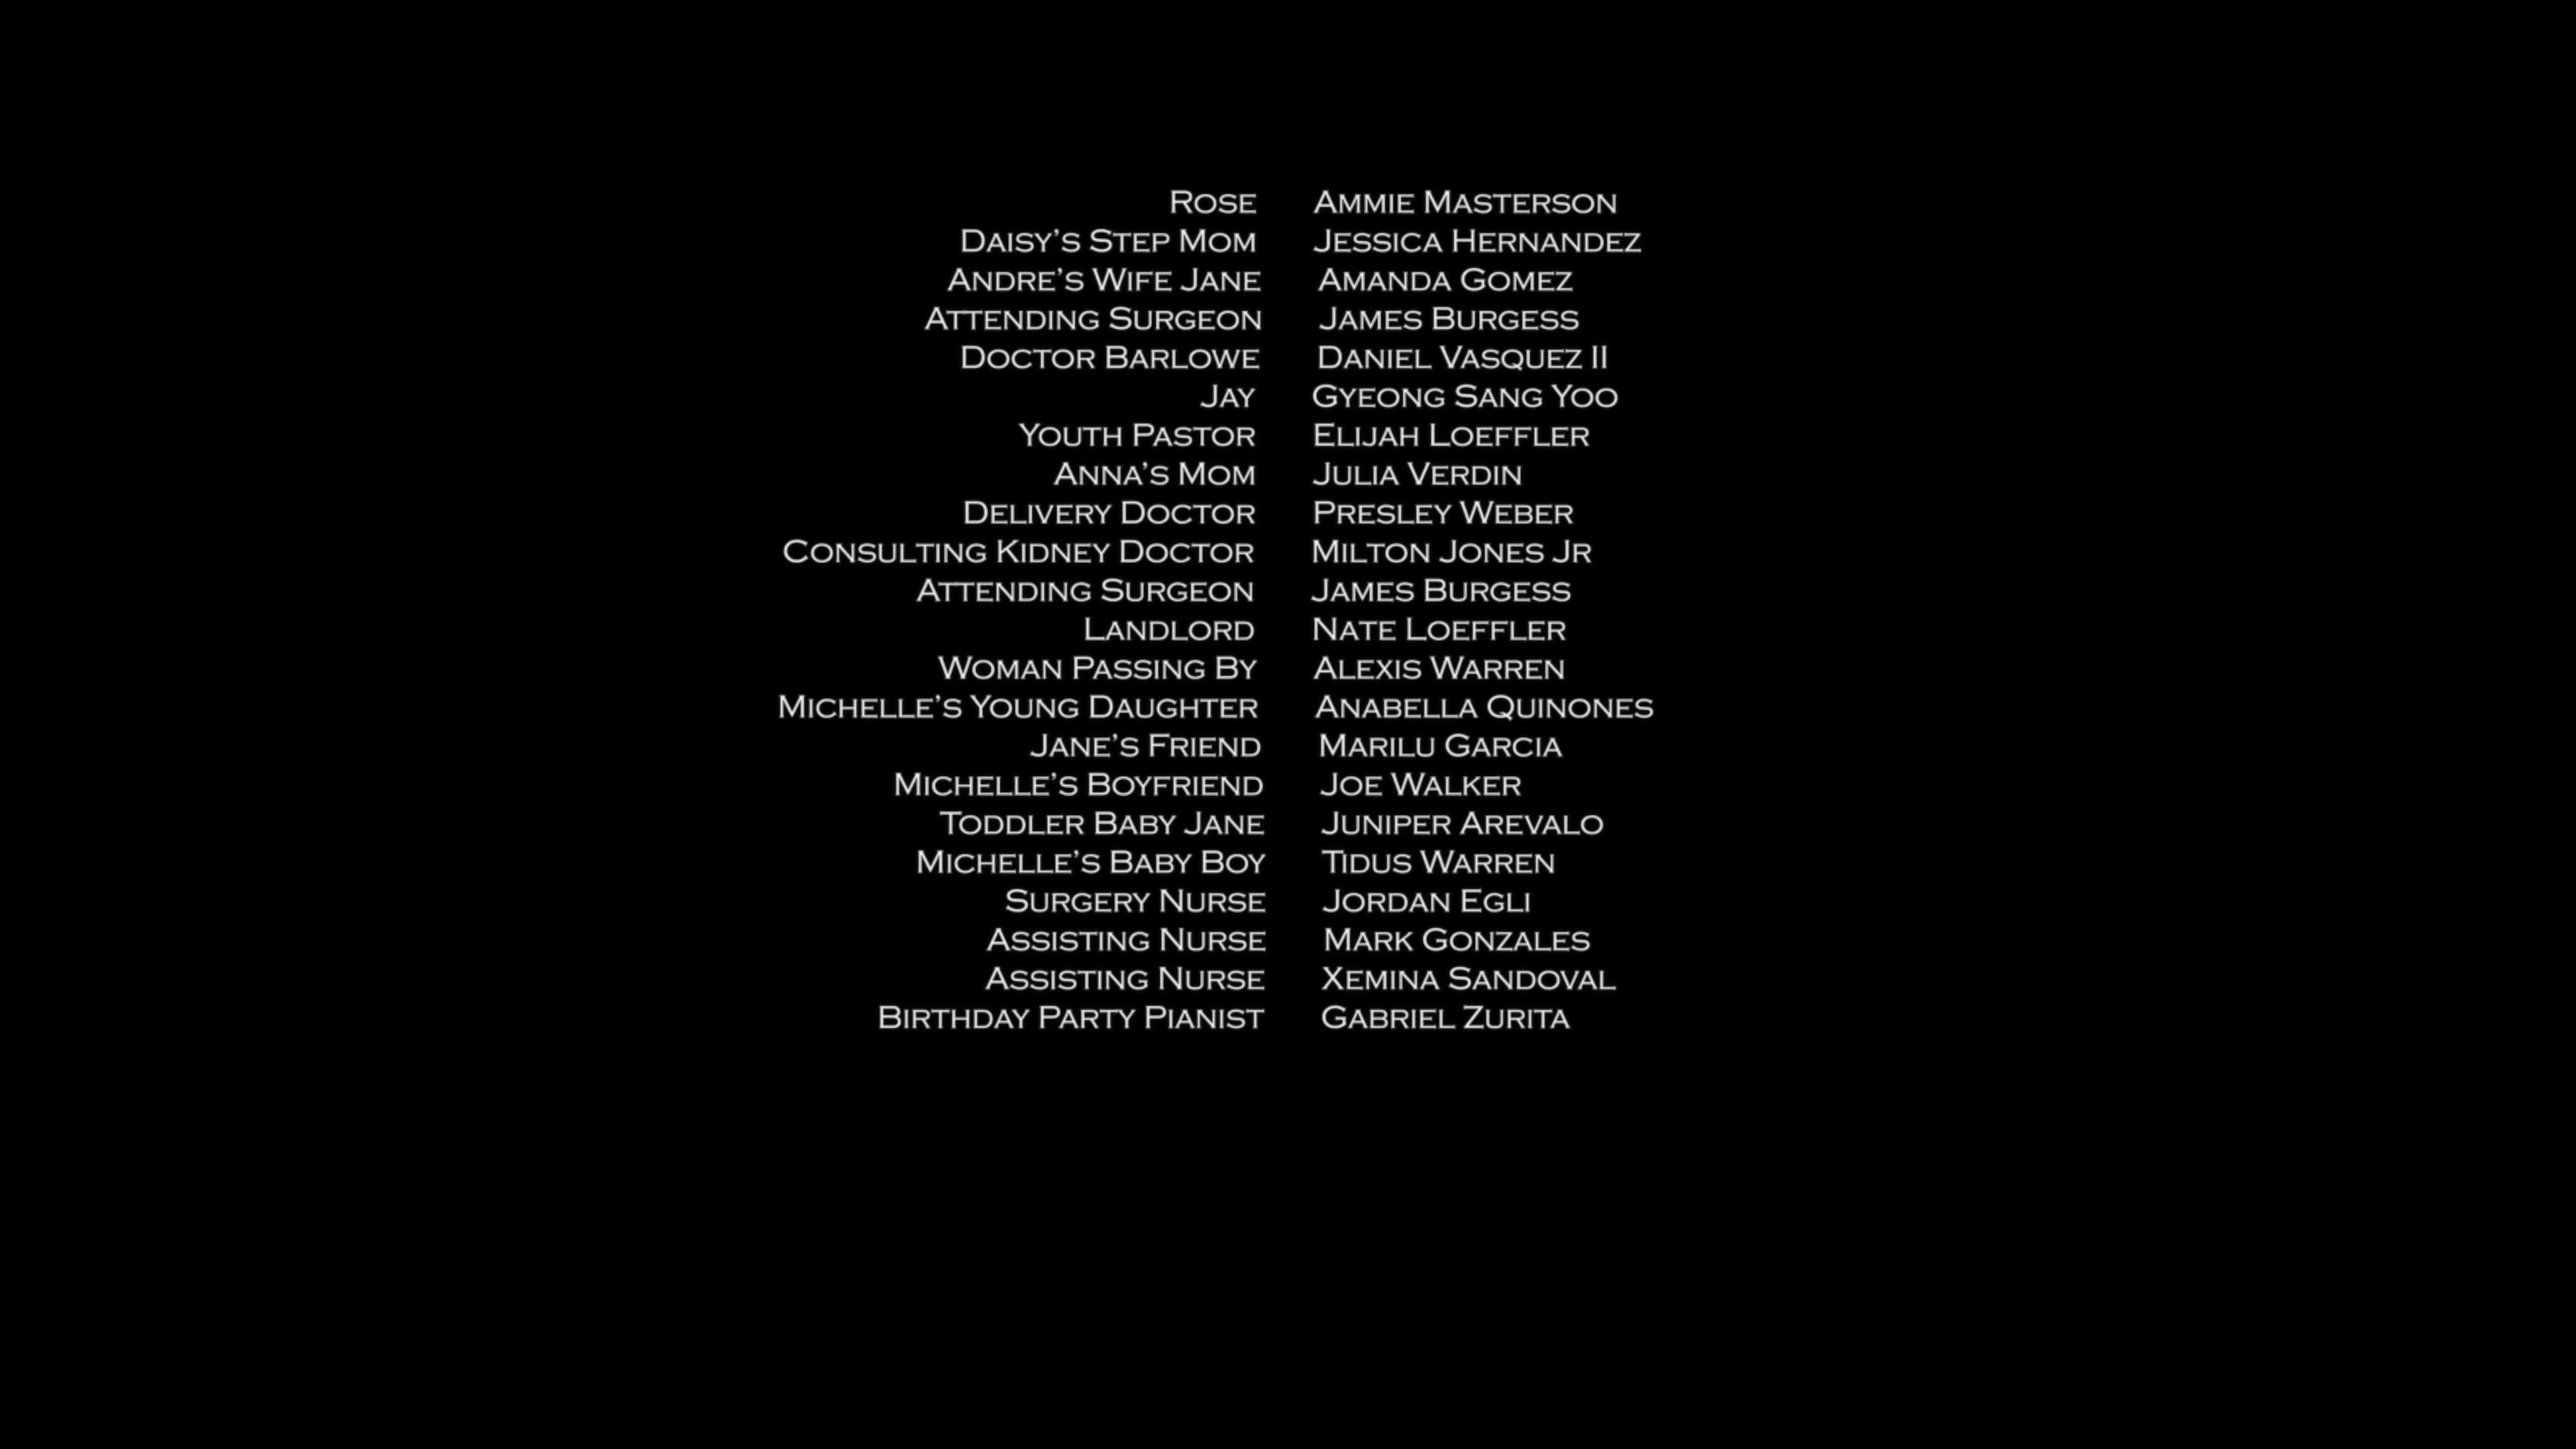 Rose Ammie Masterson
Daisy's Step Mom Jessica Hernandez
Andre's Wife Jane Amanda Gomez
Attending Surgeon James Burgess
Doctor Barlowe Daniel Vasquez II
Jay Gyeong Sang Yoo
Youth Pastor Elijah Loeffler
Anna's Mom Julia Verdin
Delivery Doctor Presley Weber
Consulting Kidney Doctor Milton Jones Jr
Attending Surgeon James Burgess
Landlord Nate Loeffler
Woman Passing By Alexis Warren
Michelle's Young Daughter Anabella Quinones
Jane's Friend Marilu Garcia
Michelle's Boyfriend Joe Walker
Toddler Baby Jane Juniper Arevalo
Michelle's Baby Boy Tidus Warren
Surgery Nurse Jordan Egli
Assisting Nurse Mark Gonzales
Assisting Nurse Xemina Sandoval
Birthday Party Pianist Gabriel Zurita